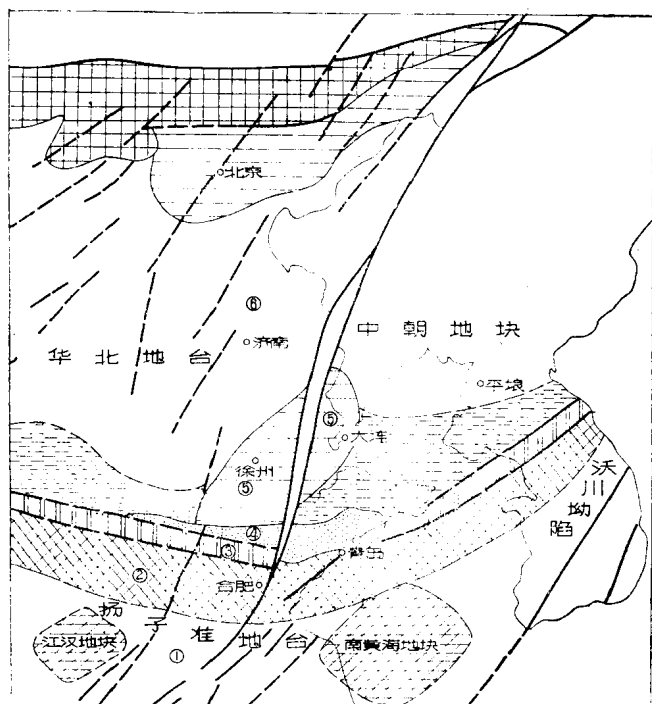 北京
⑥
中朝地块
济南
华北地台
平壤
⑤
大连
徐州
⑤
沃川坳陷
④
③
青岛
②
合肥
扬子准地台
江汉地块
南黄海地块
①